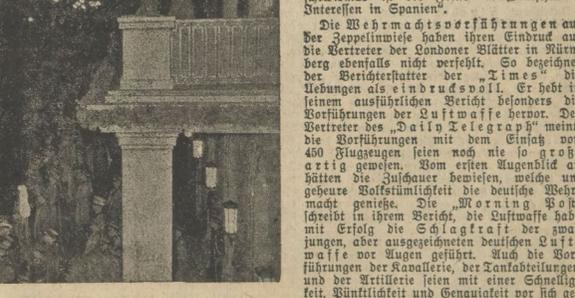 Interessen in Spanien".
Die Wehrmachtsvorführungen au
der Zeppelinwiese haben ihren Eindruck au
die Vertreter der Londoner Blätter in Nürn
berg ebenfalls nicht verfehlt. So bezeichne
der Berichterstatter der „Times" di
Uebungen als eindrucksvoll. Er hebt i
seinem ausführlichen Bericht besonders di
Vorführungen der Luftwaffe hervor. De
Vertreter des „Daily Telegraph" meint
die Vorführungen mit dem Einsatz vo
450 Flugzeugen seien noch nie so groß
artig gewesen. Vom ersten Augenblick a
hätten die Zuschauer bewiesen, welche un
geheure Volkstümlichkeit die deutsche Wehr
macht genieße. Die „Morning Post
schreibt in ihrem Bericht, die Luftwaffe hab
mit Erfolg die Schlagkraft der zwa
jungen, aber ausgezeichneten deutschen Luft
waffe vor Augen geführt. Auch die Vor
führungen der Kavallerie, der Tankabteilunge
und der Artillerie seien mit einer Schnellig
keit, Pünktlichkeit und Genauigkeit vor sich ge